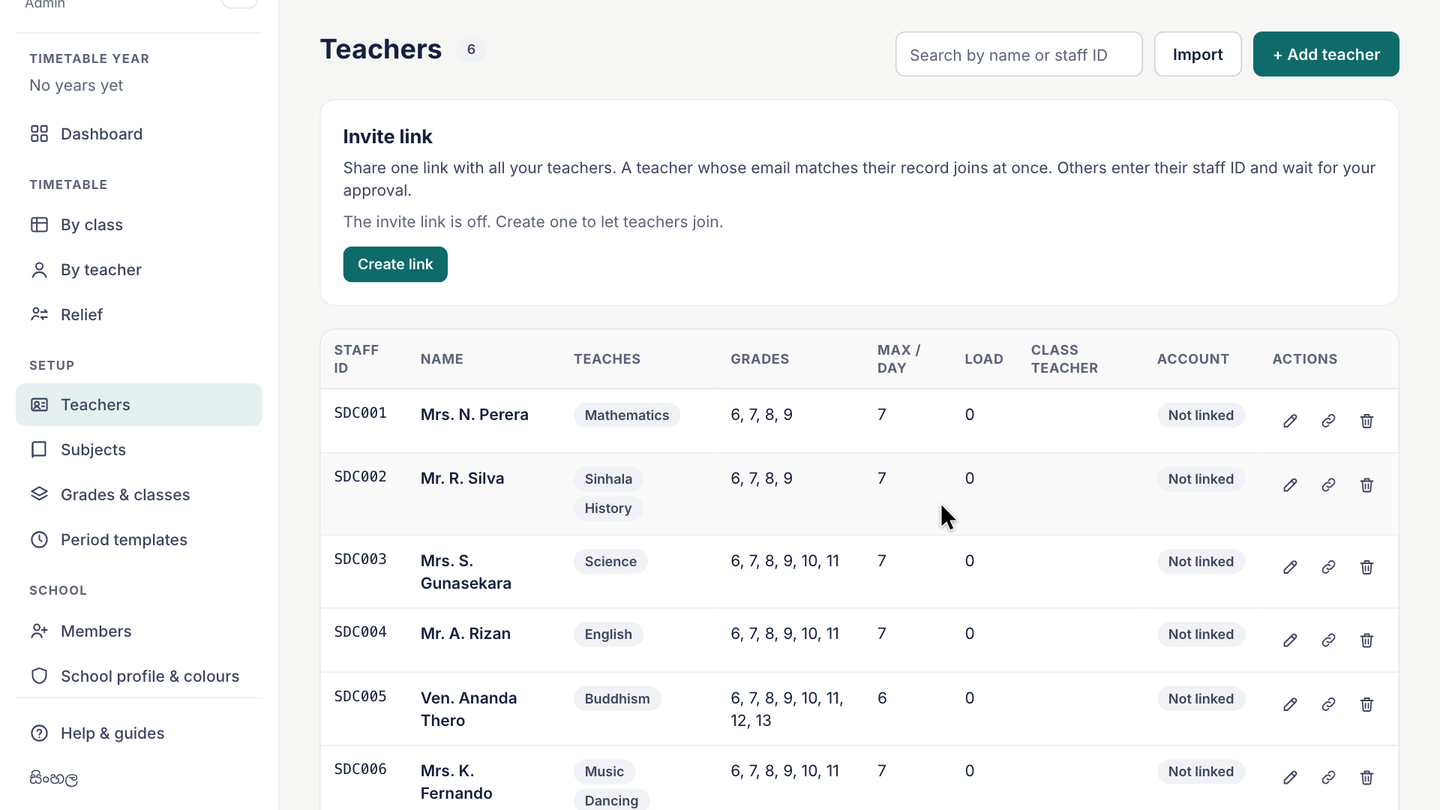 Admin
TIMETABLE YEAR
No years yet
Dashboard
TIMETABLE
By class
By teacher
Relief
SETUP
Teachers
Subjects
Grades & classes
Period templates
SCHOOL
Members
School profile & colours
Help & guides
සිංහල
Teachers 6
Search by name or staff ID
Import
+ Add teacher
Invite link
Share one link with all your teachers. A teacher whose email matches their record joins at once. Others enter their staff ID and wait for your
approval.
The invite link is off. Create one to let teachers join.
Create link
STAFF ID NAME TEACHES GRADES MAX / DAY LOAD CLASS TEACHER ACCOUNT ACTIONS
SDC001 Mrs. N. Perera Mathematics 6, 7, 8, 9 7 0 Not linked
SDC002 Mr. R. Silva Sinhala History 6, 7, 8, 9 7 0 Not linked
SDC003 Mrs. S. Gunasekara Science 6, 7, 8, 9, 10, 11 7 0 Not linked
SDC004 Mr. A. Rizan English 6, 7, 8, 9, 10, 11 7 0 Not linked
SDC005 Ven. Ananda Thero Buddhism 6, 7, 8, 9, 10, 11, 12, 13 6 0 Not linked
SDC006 Mrs. K. Fernando Music Dancing 6, 7, 8, 9, 10, 11 7 0 Not linked